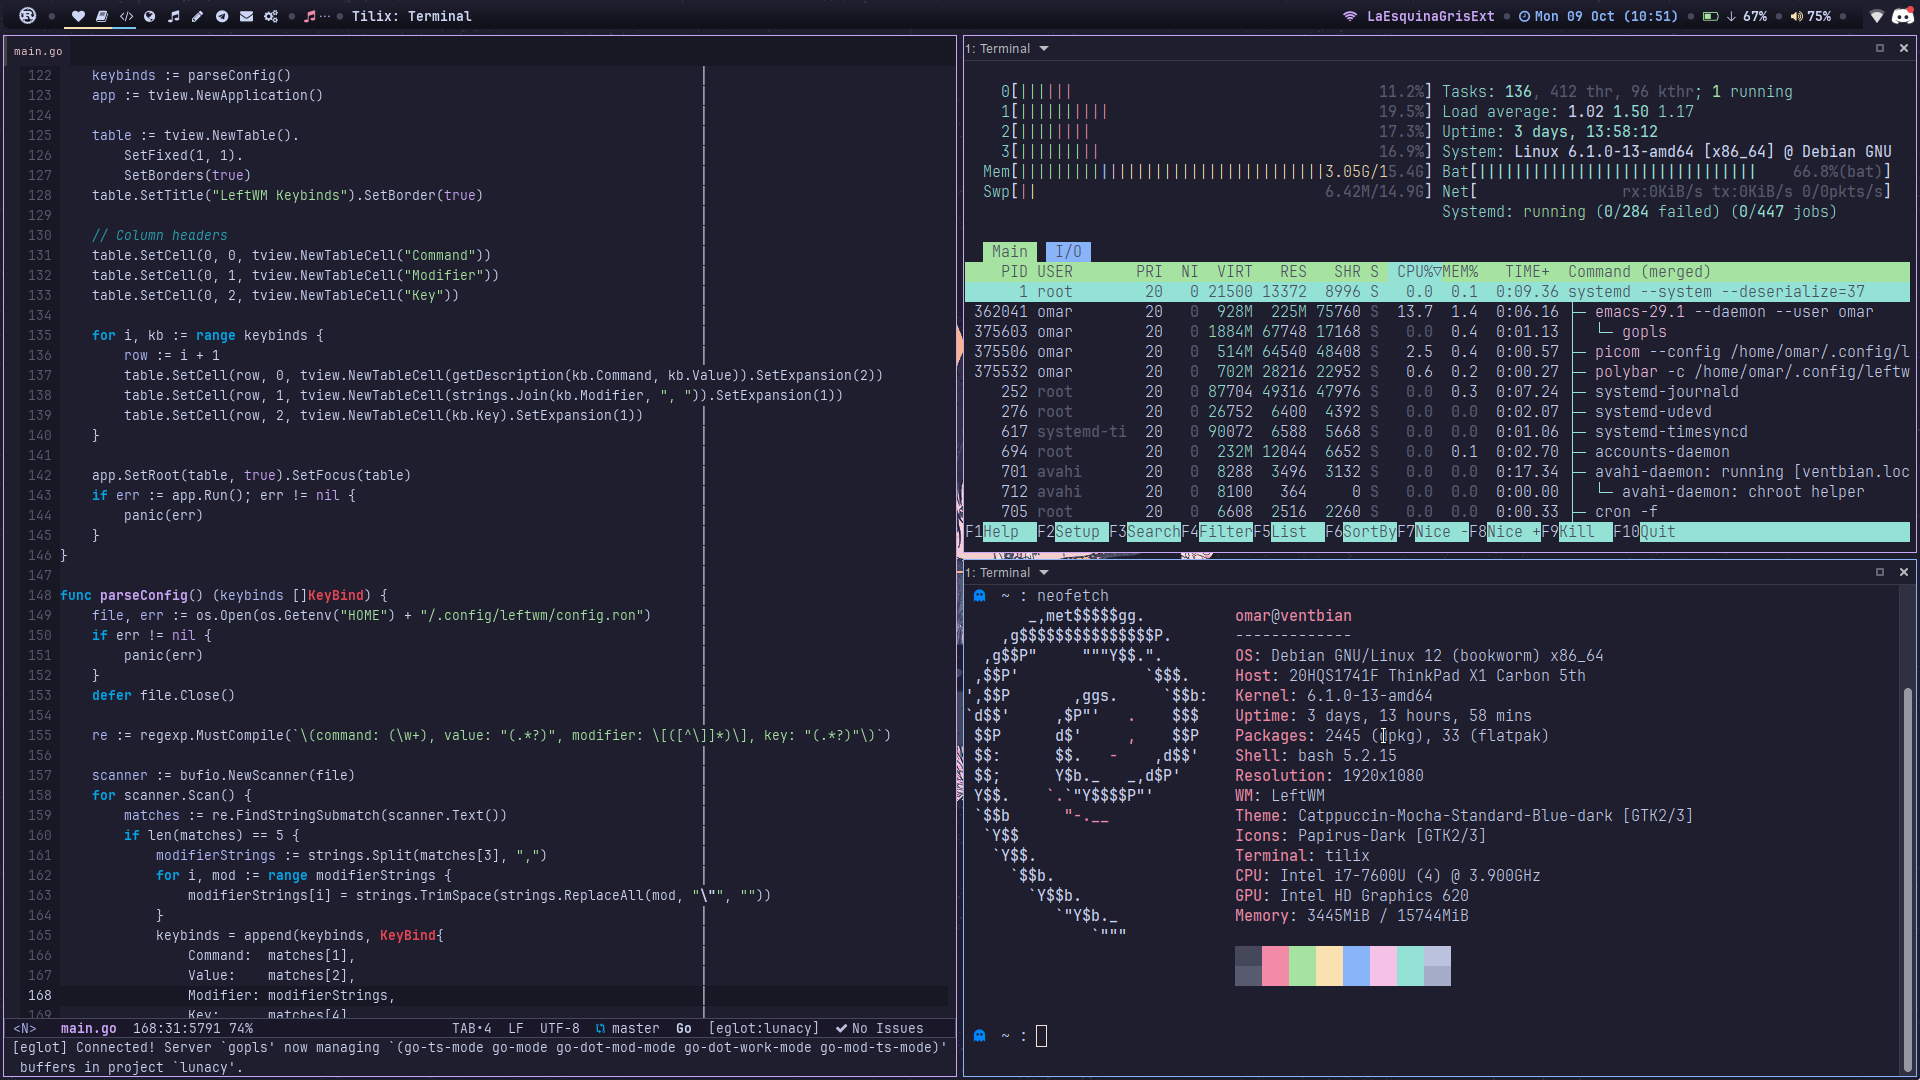 Tilix: Terminal
LaEsquinaGrisExt
Mon 09 Oct (10:51)
67%
75%
main.go
122     keybinds := parseConfig()
123     app := tview.NewApplication()
124
125     table := tview.NewTable().
126         SetFixed(1, 1).
127         SetBorders(true)
128     table.SetTitle("LeftWM Keybinds").SetBorder(true)
129
130     // Column headers
131     table.SetCell(0, 0, tview.NewTableCell("Command"))
132     table.SetCell(0, 1, tview.NewTableCell("Modifier"))
133     table.SetCell(0, 2, tview.NewTableCell("Key"))
134
135     for i, kb := range keybinds {
136         row := i + 1
137         table.SetCell(row, 0, tview.NewTableCell(getDescription(kb.Command, kb.Value)).SetExpansion(2))
138         table.SetCell(row, 1, tview.NewTableCell(strings.Join(kb.Modifier, ", ")).SetExpansion(1))
139         table.SetCell(row, 2, tview.NewTableCell(kb.Key).SetExpansion(1))
140     }
141
142     app.SetRoot(table, true).SetFocus(table)
143     if err := app.Run(); err != nil {
144         panic(err)
145     }
146 }
147
148 func parseConfig() (keybinds []KeyBind) {
149     file, err := os.Open(os.Getenv("HOME") + "/.config/leftwm/config.ron")
150     if err != nil {
151         panic(err)
152     }
153     defer file.Close()
154
155     re := regexp.MustCompile(`\(command: (\w+), value: "(.*?)", modifier: \[([^\]]*)\], key: "(.*?)"\)`)
156
157     scanner := bufio.NewScanner(file)
158     for scanner.Scan() {
159         matches := re.FindStringSubmatch(scanner.Text())
160         if len(matches) == 5 {
161             modifierStrings := strings.Split(matches[3], ",")
162             for i, mod := range modifierStrings {
163                 modifierStrings[i] = strings.TrimSpace(strings.ReplaceAll(mod, "\"", ""))
164             }
165             keybinds = append(keybinds, KeyBind{
166                 Command:  matches[1],
167                 Value:    matches[2],
168                 Modifier: modifierStrings,
169                 Key:      matches[4]
<N>   main.go  168:31:5791 74%   TAB•4  LF  UTF-8  master  Go  [eglot:lunacy]  ✔No Issues
[eglot] Connected! Server `gopls' now managing `(go-ts-mode go-mode go-dot-mod-mode go-dot-work-mode go-mod-ts-mode)'
buffers in project `lunacy'.
1: Terminal
0[||||||   11.2%] Tasks: 136, 412 thr, 96 kthr; 1 running
1[||||||||||   19.5%] Load average: 1.02 1.50 1.17
2[||||||||   17.3%] Uptime: 3 days, 13:58:12
3[|||||||||   16.9%] System: Linux 6.1.0-13-amd64 [x86_64] @ Debian GNU
Mem[||||||||||||||||||||||||||||||||||3.05G/15.4G] Bat[|||||||||||||||||||||||||||||||    66.8%(bat)]
Swp[||   6.42M/14.9G] Net[   rx:0KiB/s tx:0KiB/s 0/0pkts/s]
Systemd: running (0/284 failed) (0/447 jobs)
Main  I/O
PID USER PRI NI VIRT RES SHR S CPU%▽MEM% TIME+ Command (merged)
1 root 20 0 21500 13372 8996 S 0.0 0.1 0:09.36 systemd --system --deserialize=37
362041 omar 20 0 928M 225M 75760 S 13.7 1.4 0:06.16 ├─ emacs-29.1 --daemon --user omar
375603 omar 20 0 1884M 67748 17168 S 0.0 0.4 0:01.13 │  └─ gopls
375506 omar 20 0 514M 64540 48408 S 2.5 0.4 0:00.57 ├─ picom --config /home/omar/.config/l
375532 omar 20 0 702M 28216 22952 S 0.6 0.2 0:00.27 ├─ polybar -c /home/omar/.config/leftw
252 root 20 0 87704 49316 47976 S 0.0 0.3 0:07.24 ├─ systemd-journald
276 root 20 0 26752 6400 4392 S 0.0 0.0 0:02.07 ├─ systemd-udevd
617 systemd-ti 20 0 90072 6588 5668 S 0.0 0.0 0:01.06 ├─ systemd-timesyncd
694 root 20 0 232M 12044 6652 S 0.0 0.1 0:02.70 ├─ accounts-daemon
701 avahi 20 0 8288 3496 3132 S 0.0 0.0 0:17.34 ├─ avahi-daemon: running [ventbian.loc
712 avahi 20 0 8100 364 0 S 0.0 0.0 0:00.00 │  └─ avahi-daemon: chroot helper
705 root 20 0 6608 2516 2260 S 0.0 0.0 0:00.33 ├─ cron -f
F1Help  F2Setup F3SearchF4FilterF5List  F6SortByF7Nice -F8Nice +F9Kill  F10Quit
1: Terminal
~ : neofetch
       _,met$$$$$gg.
    ,g$$$$$$$$$$$$$$$P.
  ,g$$P"     """Y$$.".
 ,$$P'              `$$$.
',$$P       ,ggs.     `$$b:
`d$$'     ,$P"'   .    $$$
 $$P      d$'     ,    $$P
 $$:      $$.   -    ,d$$'
 $$;      Y$b._   _,d$P'
 Y$$.    `.`"Y$$$$P"'
 `$$b      "-.__
  `Y$$
   `Y$$.
     `$$b.
       `Y$$b.
          `"Y$b._
              `"""
omar@ventbian
-------------
OS: Debian GNU/Linux 12 (bookworm) x86_64
Host: 20HQS1741F ThinkPad X1 Carbon 5th
Kernel: 6.1.0-13-amd64
Uptime: 3 days, 13 hours, 58 mins
Packages: 2445 (dpkg), 33 (flatpak)
Shell: bash 5.2.15
Resolution: 1920x1080
WM: LeftWM
Theme: Catppuccin-Mocha-Standard-Blue-dark [GTK2/3]
Icons: Papirus-Dark [GTK2/3]
Terminal: tilix
CPU: Intel i7-7600U (4) @ 3.900GHz
GPU: Intel HD Graphics 620
Memory: 3445MiB / 15744MiB
~ :